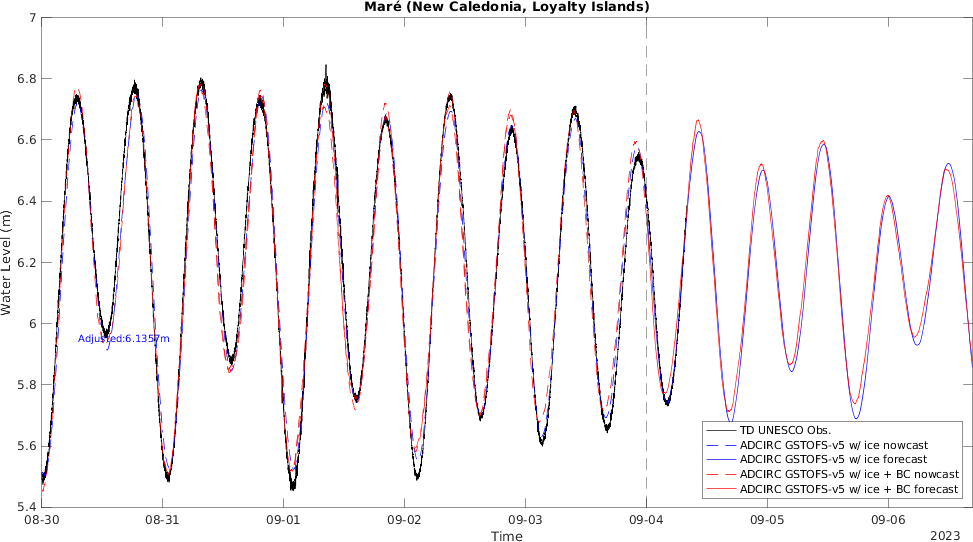 Maré (New Caledonia, Loyalty Islands)
7
6.8
6.6
6.4
6.2
6
5.8
5.6
5.4
Water Level (m)
Adjusted:6.1357m
TD UNESCO Obs.
ADCIRC GSTOFS-v5 w/ ice nowcast
ADCIRC GSTOFS-v5 w/ ice forecast
ADCIRC GSTOFS-v5 w/ ice + BC nowcast
ADCIRC GSTOFS-v5 w/ ice + BC forecast
08-30 08-31 09-01 09-02 09-03 09-04 09-05 09-06
Time
2023